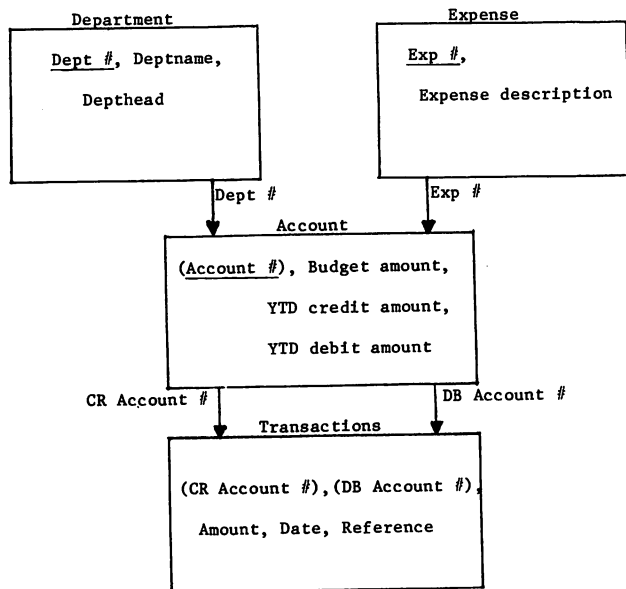 Department
Expense
Dept #, Deptname,
Depthead
Exp #,
Expense description
Dept #
Exp #
Account
(Account #), Budget amount,
YTD credit amount,
YTD debit amount
CR Account #
DB Account #
Transactions
(CR Account #),(DB Account #),
Amount, Date, Reference